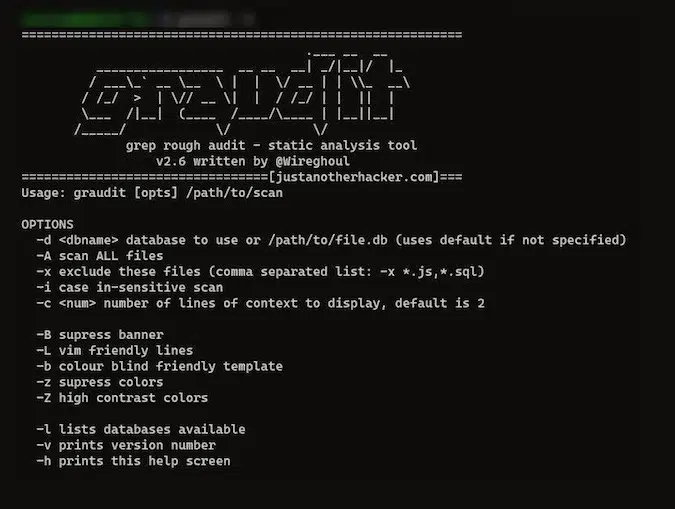 graudit
grep rough audit - static analysis tool
v2.6 written by @Wireghoul
================================[justanotherhacker.com]===
Usage: graudit [opts] /path/to/scan
OPTIONS
-d <dbname> database to use or /path/to/file.db (uses default if not specified)
-A scan ALL files
-x exclude these files (comma separated list: -x *.js,*.sql)
-i case in-sensitive scan
-c <num> number of lines of context to display, default is 2
-B supress banner
-L vim friendly lines
-b colour blind friendly template
-z supress colors
-Z high contrast colors
-l lists databases available
-v prints version number
-h prints this help screen